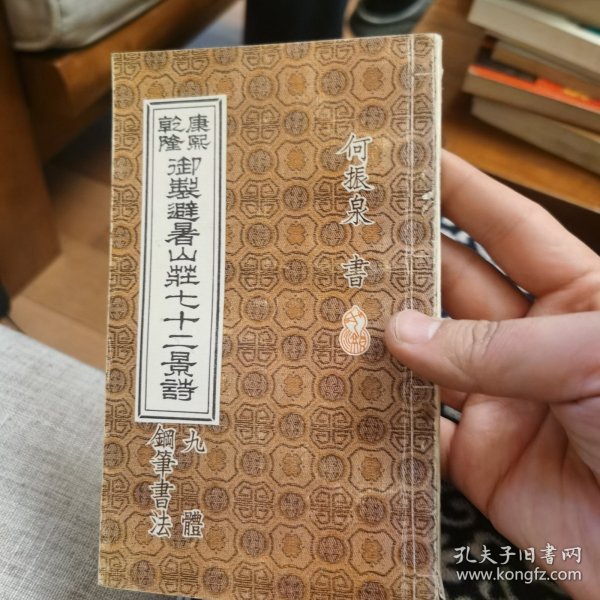 何振泉 書
康熙
乾隆
御製避暑山莊七十二景詩
九體
鋼筆書法
孔夫子旧书网
www.kongfz.com